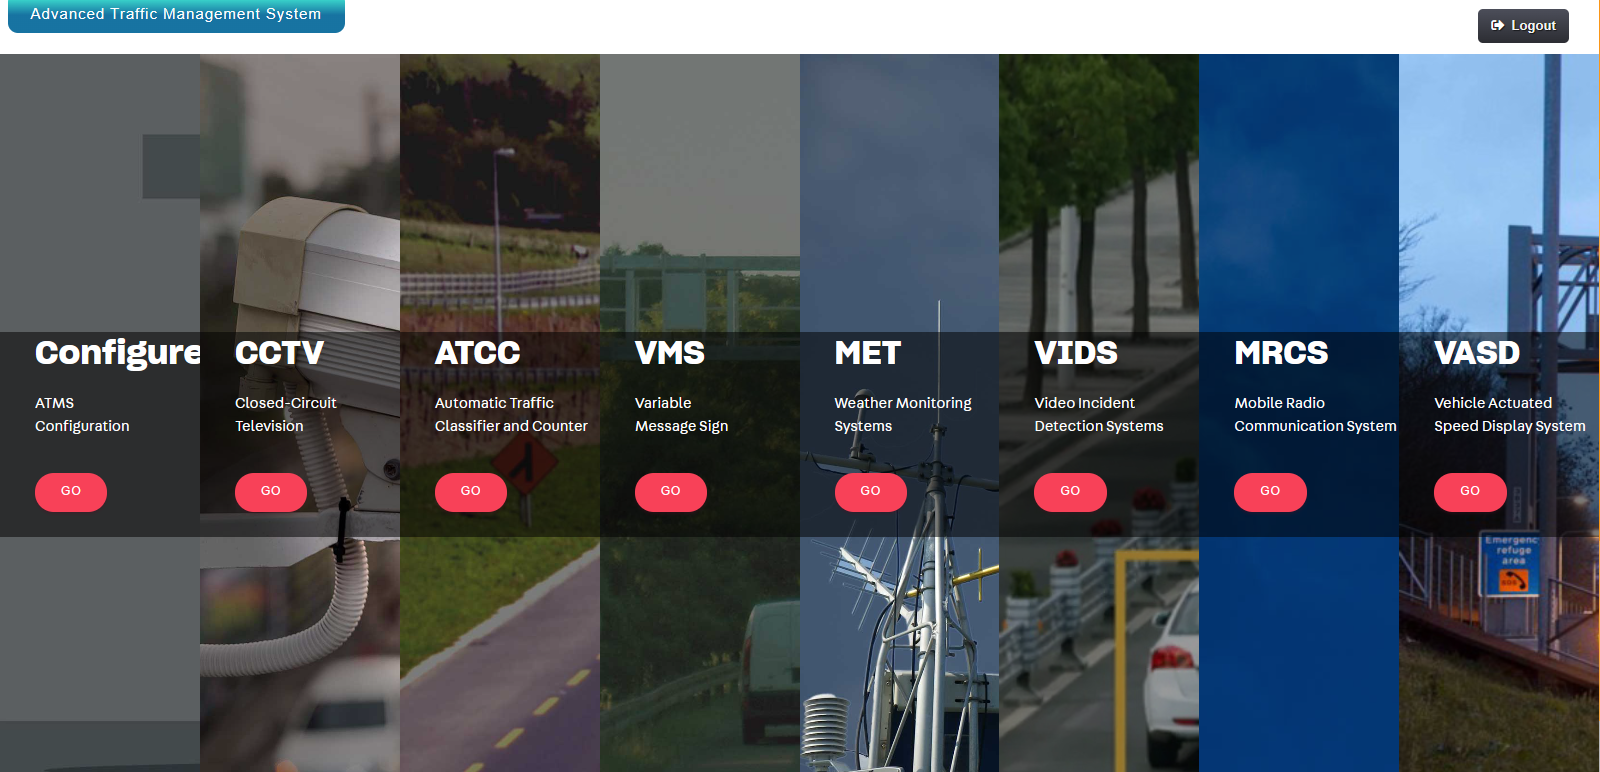 Advanced Traffic Management System
Logout
Configure
ATMS
Configuration
GO
CCTV
Closed-Circuit
Television
GO
ATCC
Automatic Traffic
Classifier and Counter
GO
VMS
Variable
Message Sign
GO
MET
Weather Monitoring
Systems
GO
VIDS
Video Incident
Detection Systems
GO
MRCS
Mobile Radio
Communication System
GO
VASD
Vehicle Actuated
Speed Display System
GO
Emergenc
refuge
area
SOS